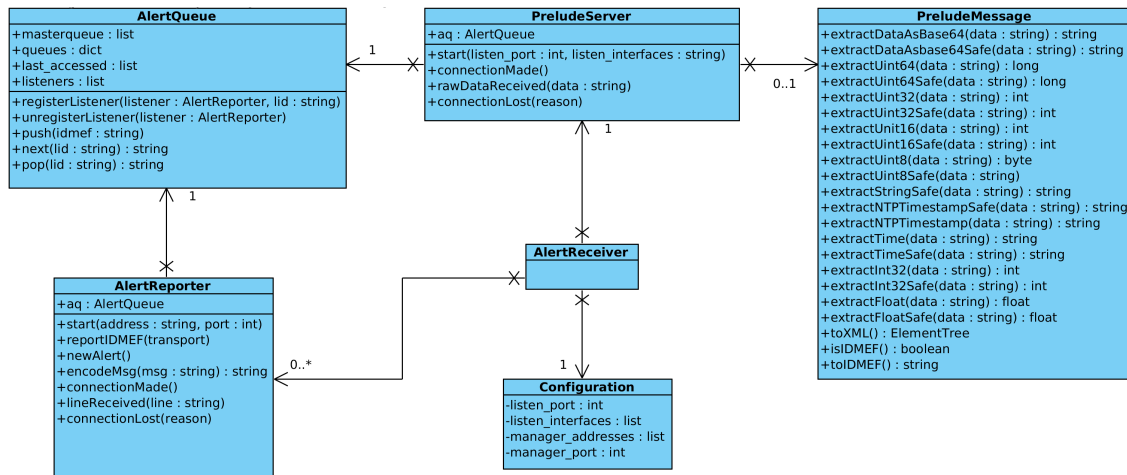 AlertQueue
+masterqueue : list
+queues : dict
+last_accessed : list
+listeners : list
+registerListener(listener : AlertReporter, lid : string)
+unregisterListener(listener : AlertReporter)
+push(idmef : string)
+next(lid : string) : string
+pop(lid : string) : string
1
PreludeServer
+aq : AlertQueue
+start(listen_port : int, listen_interfaces : string)
+connectionMade()
+rawDataReceived(data : string)
+connectionLost(reason)
0..1
PreludeMessage
+extractDataAsBase64(data : string) : string
+extractDataAsbase64Safe(data : string) : string
+extractUint64(data : string) : long
+extractUint64Safe(data : string) : long
+extractUint32(data : string) : int
+extractUint32Safe(data : string) : int
+extractUnit16(data : string) : int
+extractUint16Safe(data : string) : int
+extractUint8(data : string) : byte
+extractUint8Safe(data : string)
+extractStringSafe(data : string) : string
+extractNTPTimestampSafe(data : string) : string
+extractNTPTimestamp(data : string) : string
+extractTime(data : string) : string
+extractTimeSafe(data : string) : string
+extractInt32(data : string) : int
+extractInt32Safe(data : string) : int
+extractFloat(data : string) : float
+extractFloatSafe(data : string) : float
+toXML() : ElementTree
+isIDMEF() : boolean
+toIDMEF() : string
1
1
AlertReceiver
AlertReporter
+aq : AlertQueue
+start(address : string, port : int)
+reportIDMEF(transport)
+newAlert()
+encodeMsg(msg : string) : string
+connectionMade()
+lineReceived(line : string)
+connectionLost(reason)
0..*
1
Configuration
-listen_port : int
-listen_interfaces : list
-manager_addresses : list
-manager_port : int